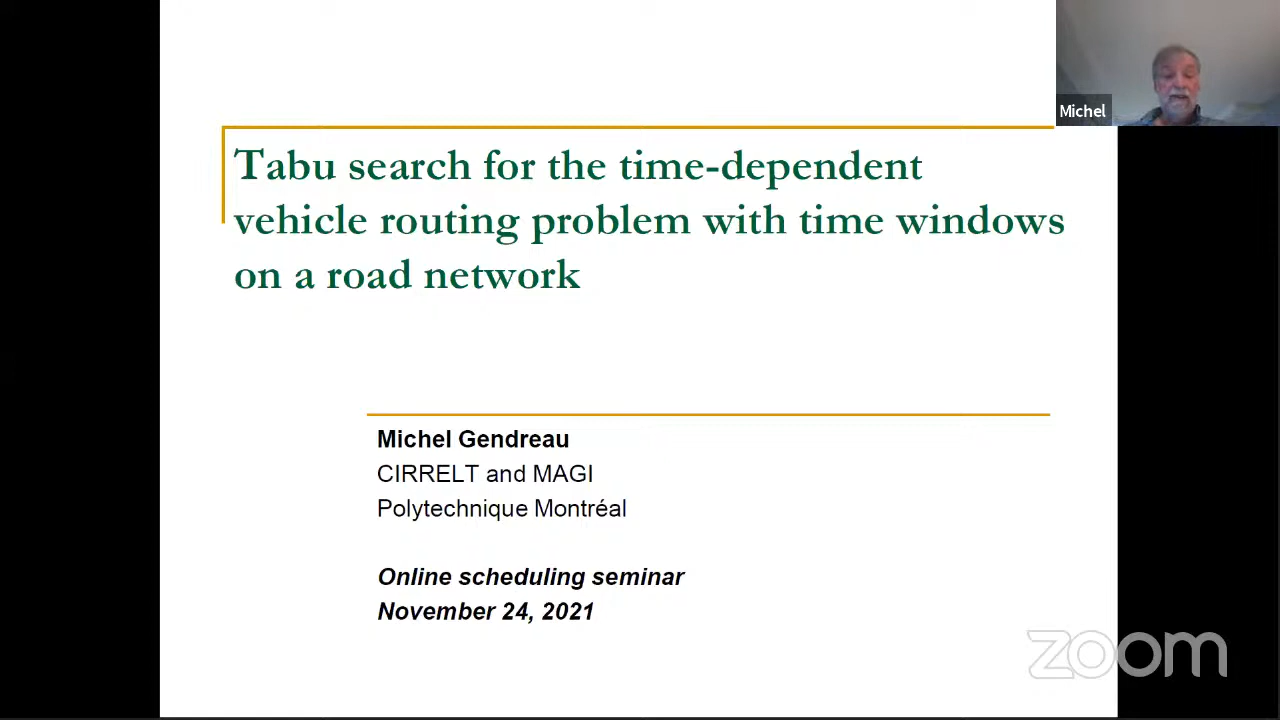 Michel
Tabu search for the time-dependent
vehicle routing problem with time windows
on a road network
Michel Gendreau
CIRRELT and MAGI
Polytechnique Montréal
Online scheduling seminar
November 24, 2021
zoom